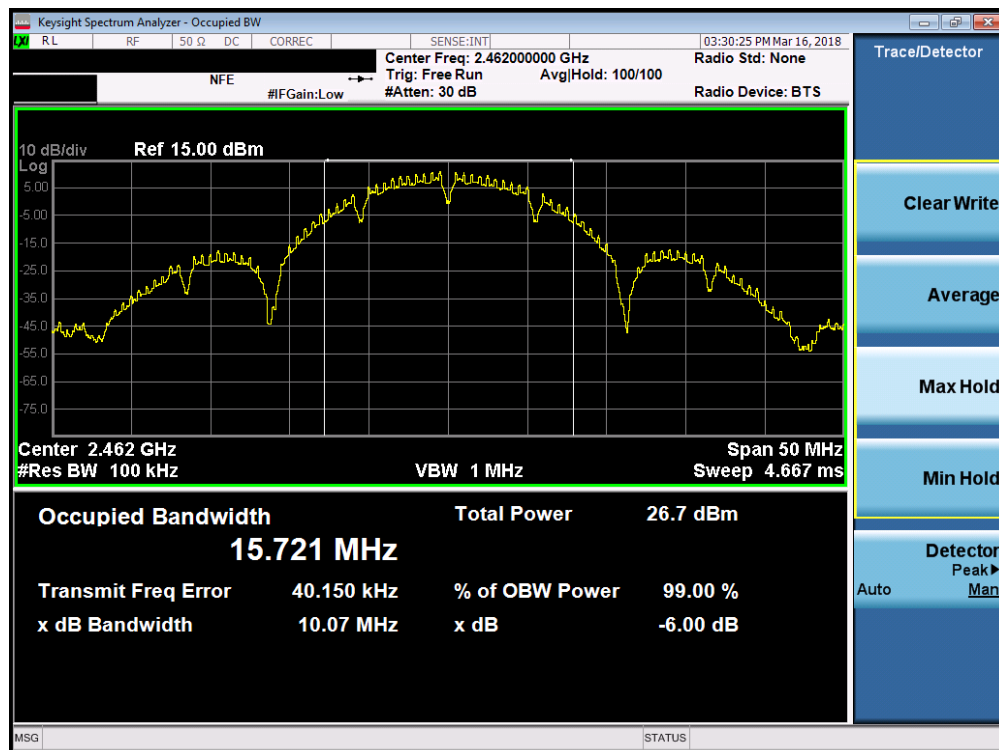 Keysight Spectrum Analyzer - Occupied BW
LXI RL RF 50 Ω DC CORREC SENSE:INT 03:30:25 PM Mar 16, 2018
Center Freq: 2.462000000 GHz Radio Std: None
NFE Trig: Free Run Avg|Hold: 100/100
#IFGain:Low #Atten: 30 dB Radio Device: BTS
10 dB/div Ref 15.00 dBm
Log
5.00
-5.00
-15.0
-25.0
-35.0
-45.0
-55.0
-65.0
-75.0
Center 2.462 GHz Span 50 MHz
#Res BW 100 kHz VBW 1 MHz Sweep 4.667 ms
Occupied Bandwidth Total Power 26.7 dBm
15.721 MHz
Transmit Freq Error 40.150 kHz % of OBW Power 99.00 %
x dB Bandwidth 10.07 MHz x dB -6.00 dB
MSG STATUS
Trace/Detector
Clear Write
Average
Max Hold
Min Hold
Detector
Peak▶
Auto Man